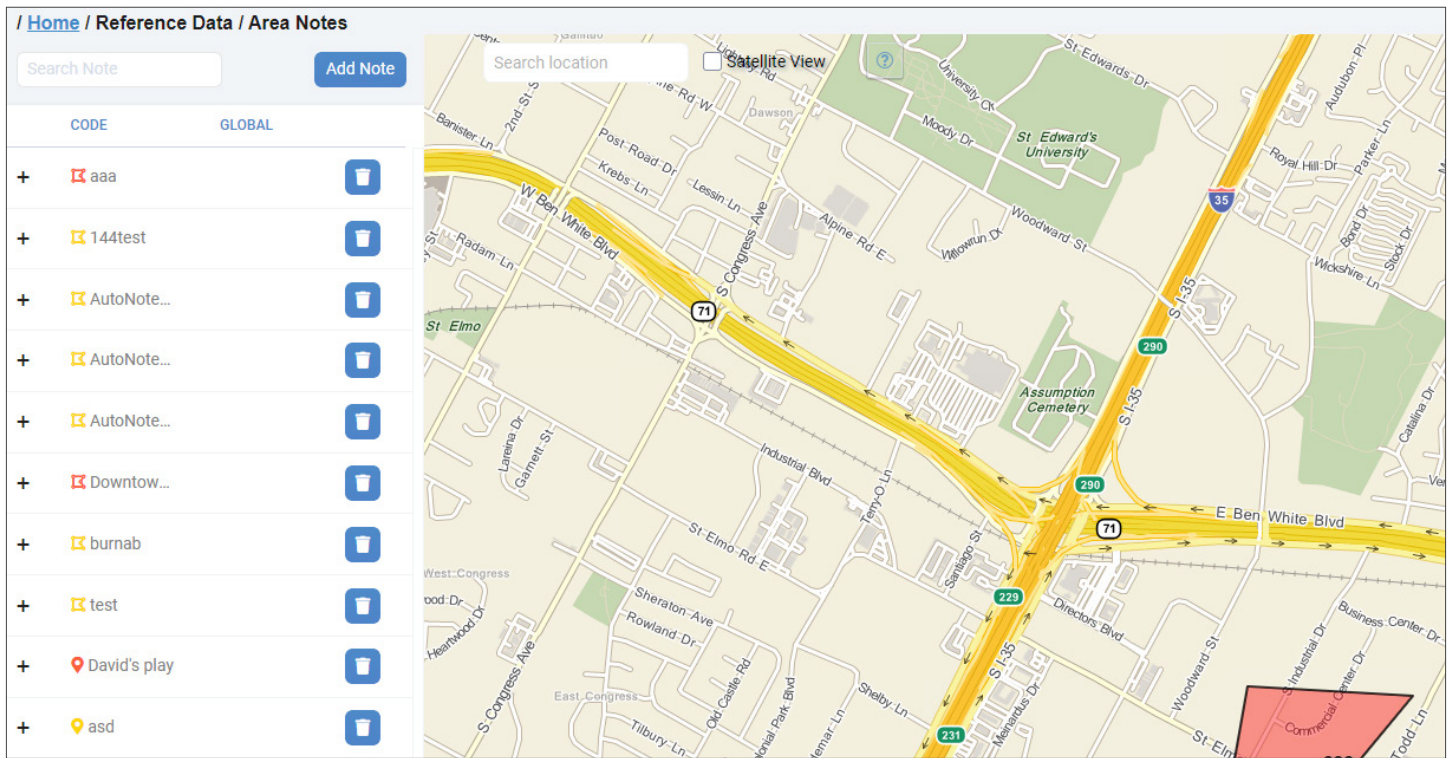 / Home / Reference Data / Area Notes
Search Note
Add Note
CODE GLOBAL
aaa
144test
AutoNote...
AutoNote...
AutoNote...
Downtow...
burnab
test
David's play
asd
Search location
Satellite View
?
St Edwards Dr
Audubon Pl
University Ct
2nd St S
Dawson
Banister Ln
Moody Dr
St Edward's
University
Parker Ln
Post Road Dr
Royal Hill Dr
Krebs Ln
Lessin Ln
35
W Ben White Blvd
S Congress Ave
Alpine Rd E
Woodward St
Willowrun Dr
Bond Dr
Stock Dr
Radam Ln
Wickshire Ln
S I-35
71
St Elmo
290
Assumption
Cemetery
S I-35
Catalina Dr
Lareina Dr
Garnett St
Industrial Blvd
Terry-O Ln
290
E Ben White Blvd
71
St Elmo Rd E
Santiago St
West Congress
229
Sheraton Ave
Directors Blvd
Business Center Dr
Rowland Dr
Heartwood Dr
S Industrial Dr
Woodward St
S I-35
Commercial Center Dr
East Congress
Old Castle Rd
Shelby Ln
Meinardus Dr
S Congress Ave
Todd Ln
Tilbury Ln
231